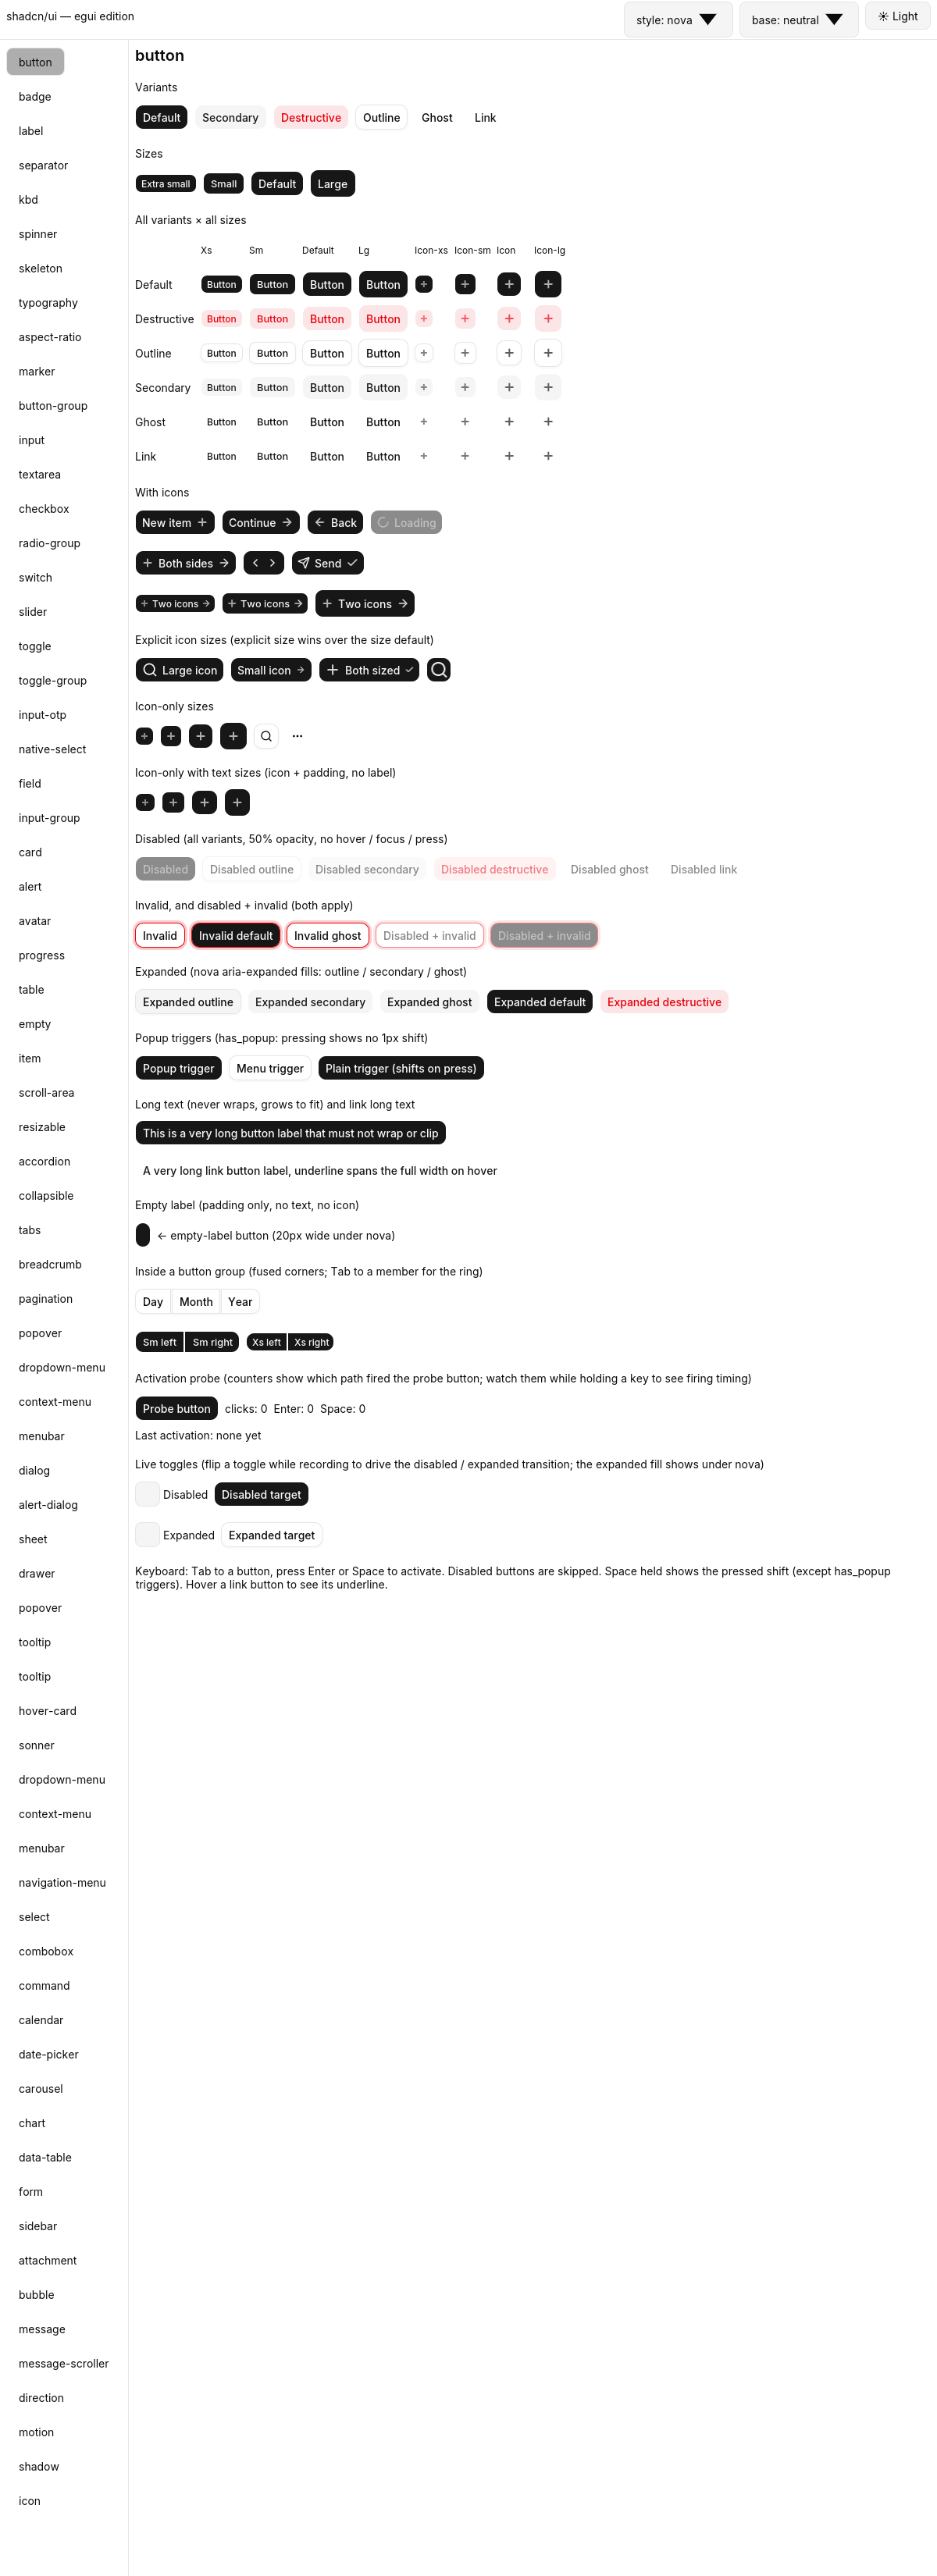 shadcn/ui — egui edition
style: nova
base: neutral
☀ Light
button
badge
label
separator
kbd
spinner
skeleton
typography
aspect-ratio
marker
button-group
input
textarea
checkbox
radio-group
switch
slider
toggle
toggle-group
input-otp
native-select
field
input-group
card
alert
avatar
progress
table
empty
item
scroll-area
resizable
accordion
collapsible
tabs
breadcrumb
pagination
popover
dropdown-menu
context-menu
menubar
dialog
alert-dialog
sheet
drawer
popover
tooltip
tooltip
hover-card
sonner
dropdown-menu
context-menu
menubar
navigation-menu
select
combobox
command
calendar
date-picker
carousel
chart
data-table
form
sidebar
attachment
bubble
message
message-scroller
direction
motion
shadow
icon
button
Variants
Default Secondary Destructive Outline Ghost Link
Sizes
Extra small Small Default Large
All variants × all sizes
Xs Sm Default Lg Icon-xs Icon-sm Icon Icon-lg
Default Button Button Button Button
Destructive Button Button Button Button
Outline Button Button Button Button
Secondary Button Button Button Button
Ghost Button Button Button Button
Link Button Button Button Button
With icons
New item Continue Back Loading
Both sides Send
Two icons Two icons Two icons
Explicit icon sizes (explicit size wins over the size default)
Large icon Small icon Both sized
Icon-only sizes
Icon-only with text sizes (icon + padding, no label)
Disabled (all variants, 50% opacity, no hover / focus / press)
Disabled Disabled outline Disabled secondary Disabled destructive Disabled ghost Disabled link
Invalid, and disabled + invalid (both apply)
Invalid Invalid default Invalid ghost Disabled + invalid Disabled + invalid
Expanded (nova aria-expanded fills: outline / secondary / ghost)
Expanded outline Expanded secondary Expanded ghost Expanded default Expanded destructive
Popup triggers (has_popup: pressing shows no 1px shift)
Popup trigger Menu trigger Plain trigger (shifts on press)
Long text (never wraps, grows to fit) and link long text
This is a very long button label that must not wrap or clip
A very long link button label, underline spans the full width on hover
Empty label (padding only, no text, no icon)
← empty-label button (20px wide under nova)
Inside a button group (fused corners; Tab to a member for the ring)
Day Month Year
Sm left Sm right Xs left Xs right
Activation probe (counters show which path fired the probe button; watch them while holding a key to see firing timing)
Probe button clicks: 0 Enter: 0 Space: 0
Last activation: none yet
Live toggles (flip a toggle while recording to drive the disabled / expanded transition; the expanded fill shows under nova)
Disabled Disabled target
Expanded Expanded target
Keyboard: Tab to a button, press Enter or Space to activate. Disabled buttons are skipped. Space held shows the pressed shift (except has_popup
triggers). Hover a link button to see its underline.